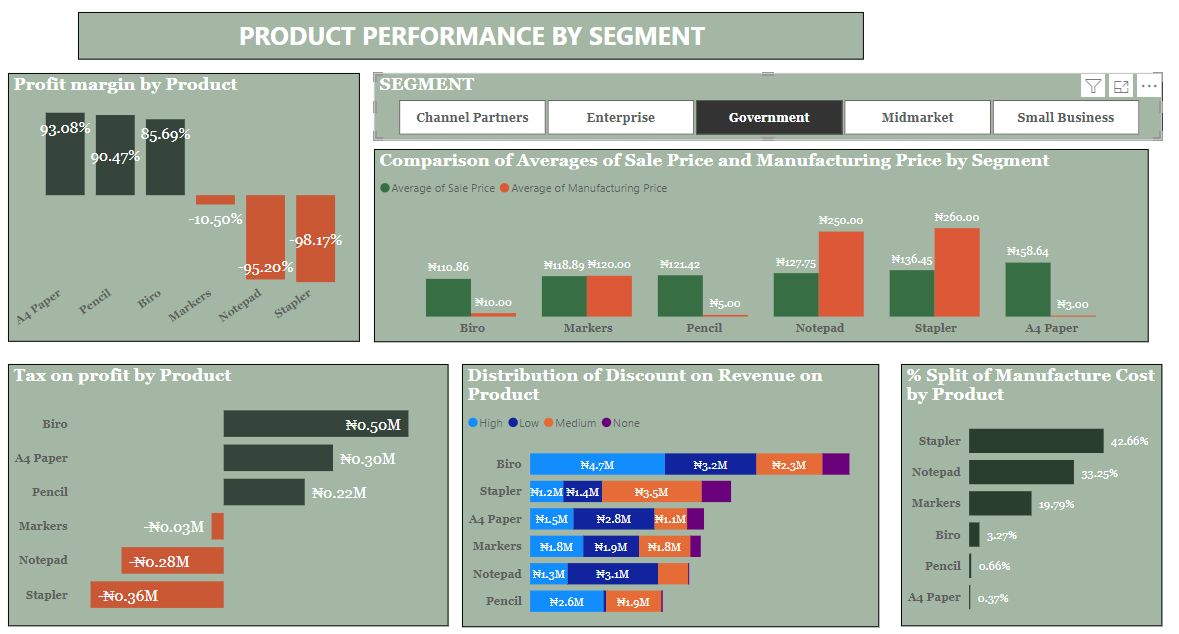 PRODUCT PERFORMANCE BY SEGMENT
Profit margin by Product
93.08%
90.47%
85.69%
-10.50%
-95.20%
-98.17%
A4 Paper
Pencil
Biro
Markers
Notepad
Stapler
SEGMENT
Channel Partners
Enterprise
Government
Midmarket
Small Business
Comparison of Averages of Sale Price and Manufacturing Price by Segment
Average of Sale Price Average of Manufacturing Price
₦110.86
₦10.00
₦118.89
₦120.00
₦121.42
₦5.00
₦127.75
₦250.00
₦136.45
₦260.00
₦158.64
₦3.00
Biro
Markers
Pencil
Notepad
Stapler
A4 Paper
Tax on profit by Product
Biro ₦0.50M
A4 Paper ₦0.30M
Pencil ₦0.22M
Markers -₦0.03M
Notepad -₦0.28M
Stapler -₦0.36M
Distribution of Discount on Revenue on
Product
High Low Medium None
Biro ₦4.7M ₦3.2M ₦2.3M
Stapler ₦1.2M ₦1.4M ₦3.5M
A4 Paper ₦1.5M ₦2.8M ₦1.1M
Markers ₦1.8M ₦1.9M ₦1.8M
Notepad ₦1.3M ₦3.1M
Pencil ₦2.6M ₦1.9M
% Split of Manufacture Cost
by Product
Stapler 42.66%
Notepad 33.25%
Markers 19.79%
Biro 3.27%
Pencil 0.66%
A4 Paper 0.37%